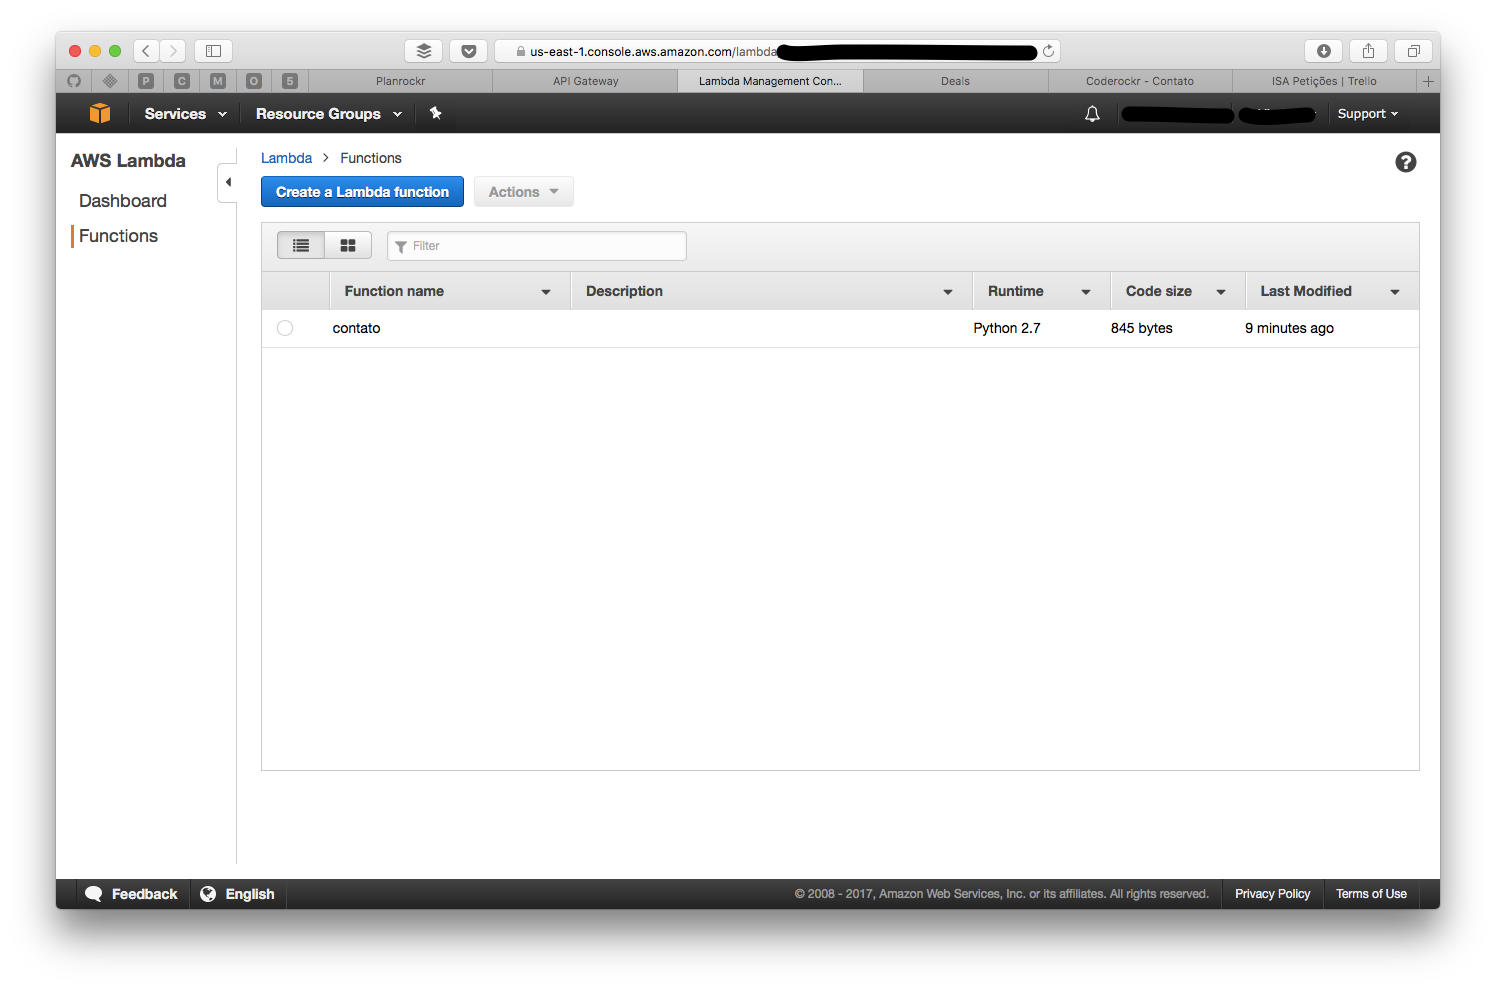 us-east-1.console.aws.amazon.com/lambda
P C M O 5 Planrockr API Gateway Lambda Management Con... Deals Coderockr - Contato ISA Petições | Trello
Services Resource Groups Support
AWS Lambda
Dashboard
Functions
Lambda > Functions
Create a Lambda function Actions
Filter
Function name Description Runtime Code size Last Modified
contato Python 2.7 845 bytes 9 minutes ago
Feedback English © 2008 - 2017, Amazon Web Services, Inc. or its affiliates. All rights reserved. Privacy Policy Terms of Use